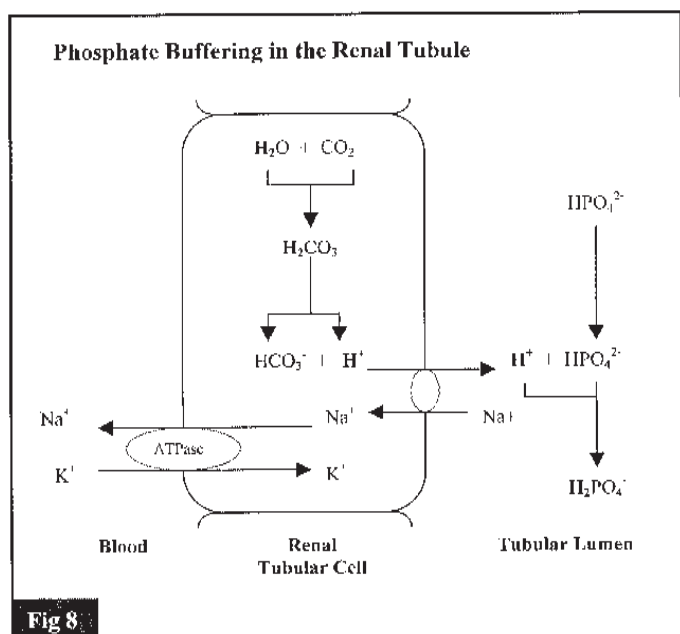 Phosphate Buffering in the Renal Tubule
H₂O + CO₂
HPO₄²⁻
H₂CO₃
HCO₃⁻ + H⁺
H⁺ + HPO₄²⁻
Na⁺
Na⁺
Na+
ATPase
K⁺
K⁺
H₂PO₄⁻
Blood
Renal
Tubular Cell
Tubular Lumen
Fig 8